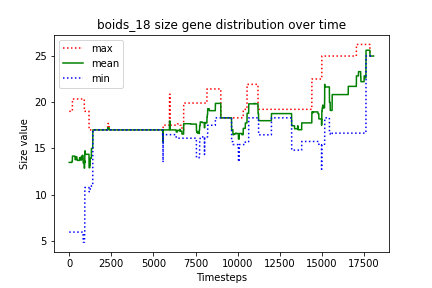 boids_18 size gene distribution over time
max
mean
min
Size value
25
20
15
10
5
0
2500
5000
7500
10000
12500
15000
17500
Timesteps